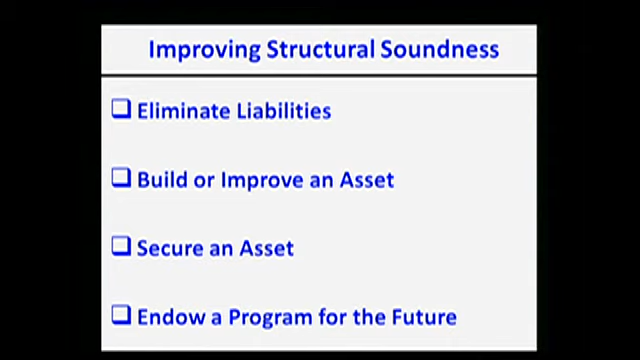 Improving Structural Soundness
❑ Eliminate Liabilities
❑ Build or Improve an Asset
❑ Secure an Asset
❑ Endow a Program for the Future